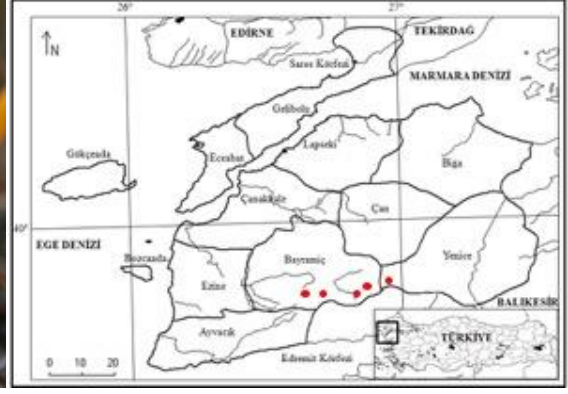 26°
27°
EDİRNE
TEKİRDAĞ
N
Saros Körfezi
MARMARA DENİZİ
Gelibolu
Gökçeada
Eceabat
Lapseki
Biga
Çanakkale
Çan
40°
EGE DENİZİ
Bozcaada
Bayramiç
Yenice
Ezine
BALIKESİR
Ayvacık
TÜRKİYE
Edremit Körfezi
0 10 20